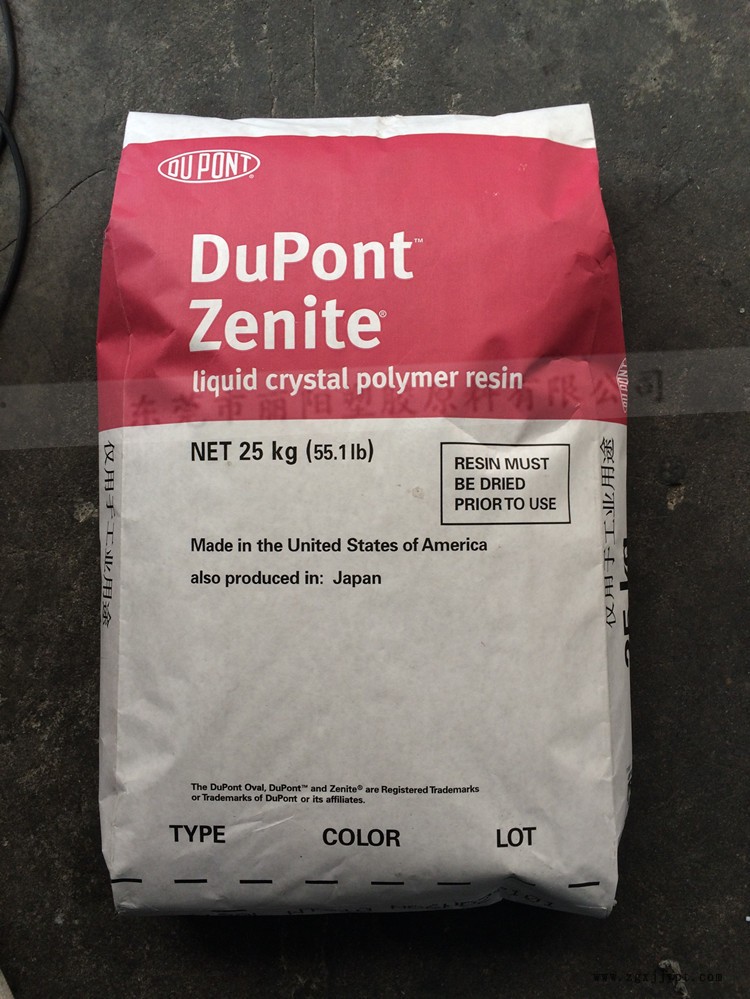 DU PONT
DuPont™
Zenite®
liquid crystal polymer resin
东莞市丽阳塑胶原料有限公司
NET 25 kg (55.1 lb)
RESIN MUST
BE DRIED
PRIOR TO USE
Made in the United States of America
also produced in: Japan
仅用于工业用途
仅用于工业用途
The DuPont Oval, DuPont™ and Zenite® are Registered Trademarks
or Trademarks of DuPont or its affiliates.
TYPE COLOR LOT